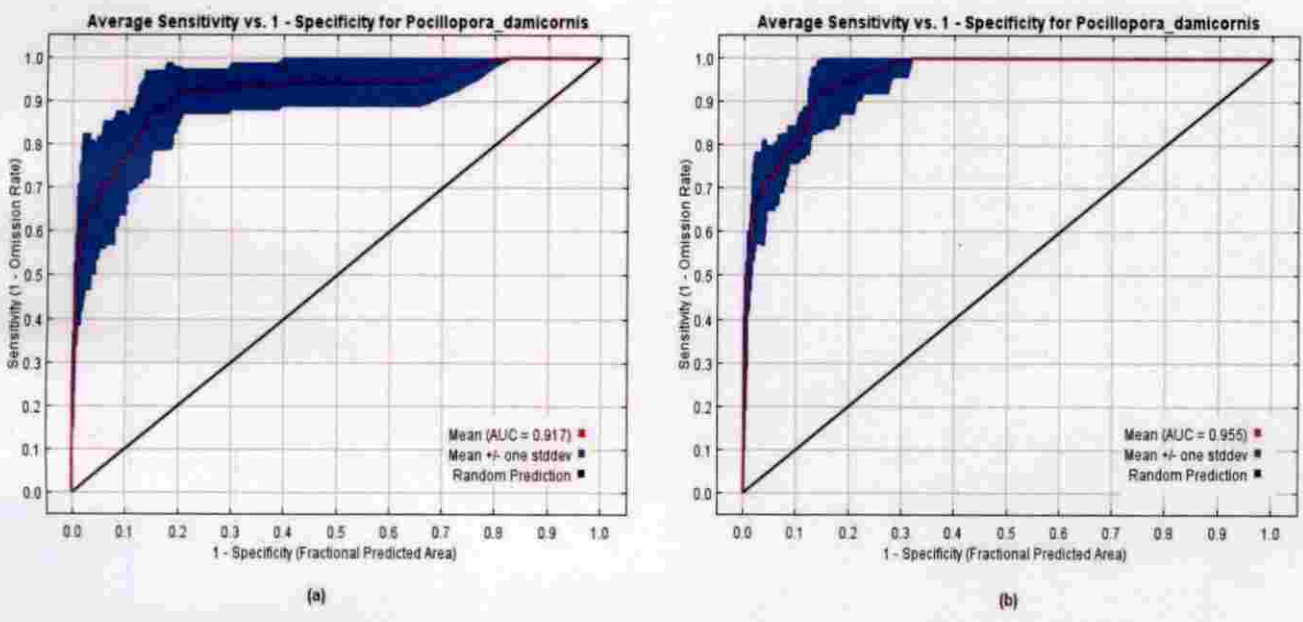 Average Sensitivity vs. 1 - Specificity for Pocillopora_damicornis
1.0
0.9
0.8
0.7
0.6
0.5
0.4
0.3
0.2
0.1
0.0
Sensitivity (1 - Omission Rate)
Mean (AUC = 0.917)
Mean +/- one stddev
Random Prediction
0.0 0.1 0.2 0.3 0.4 0.5 0.6 0.7 0.8 0.9 1.0
1 - Specificity (Fractional Predicted Area)
(a)
Average Sensitivity vs. 1 - Specificity for Pocillopora_damicornis
1.0
0.9
0.8
0.7
0.6
0.5
0.4
0.3
0.2
0.1
0.0
Sensitivity (1 - Omission Rate)
Mean (AUC = 0.955)
Mean +/- one stddev
Random Prediction
0.0 0.1 0.2 0.3 0.4 0.5 0.6 0.7 0.8 0.9 1.0
1 - Specificity (Fractional Predicted Area)
(b)